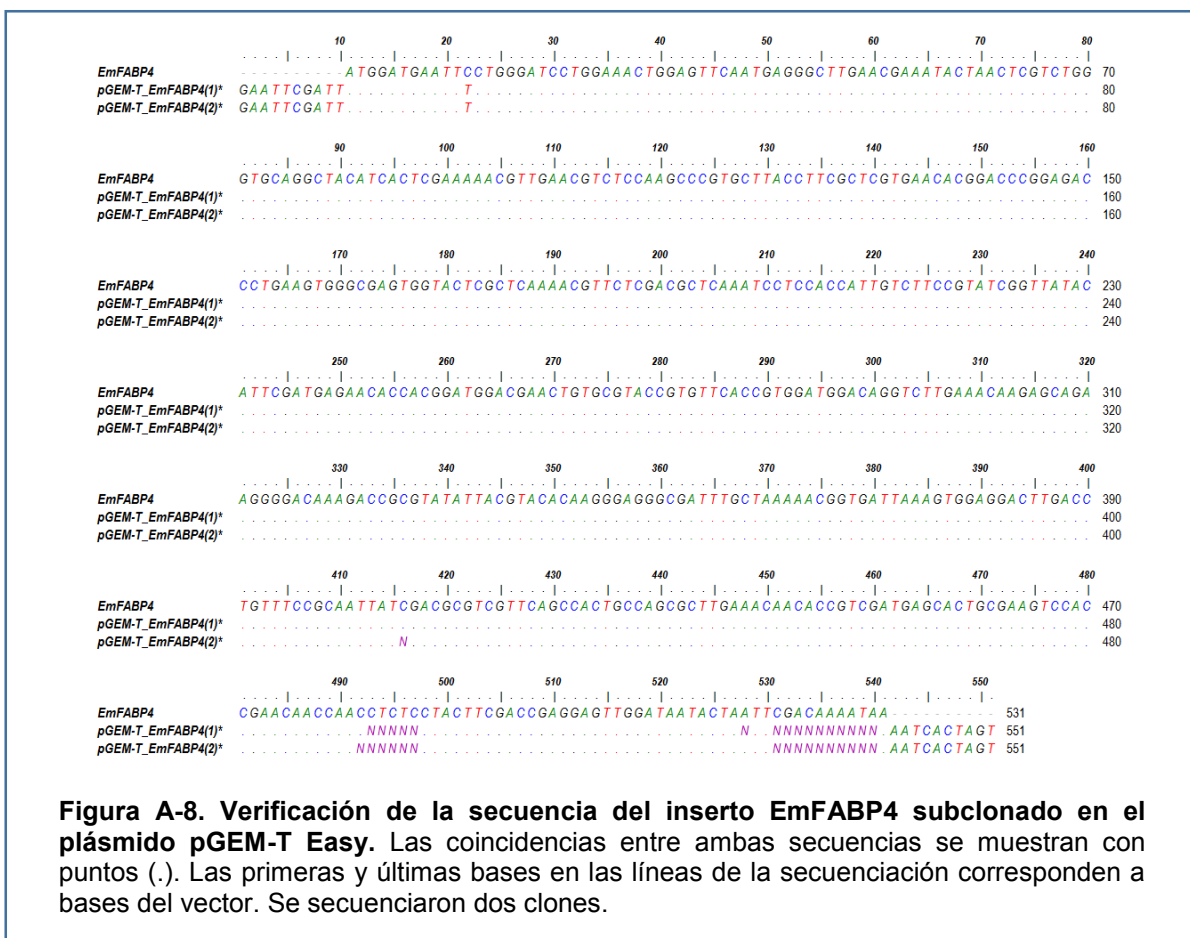 10 20 30 40 50 60 70 80
....|....|....|....|....|....|....|....|....|....|....|....|....|....|....|....|
EmFABP4 ----------ATGGATGAATTCCTGGGATCCTGGAAACTGGAGTTCAATGAGGGCTTGAACGAAATACTAACTCGTCTGG 70
pGEM-T_EmFABP4(1)* GAATTCGATT...........T.......................................................... 80
pGEM-T_EmFABP4(2)* GAATTCGATT...........T.......................................................... 80
90 100 110 120 130 140 150 160
....|....|....|....|....|....|....|....|....|....|....|....|....|....|....|....|
EmFABP4 GTGCAGGCTACATCACTCGAAAAACGTTGAACGTCTCCAAGCCCGTGCTTACCTTCGCTCGTGAACACGGACCCGGAGAC 150
pGEM-T_EmFABP4(1)* ................................................................................ 160
pGEM-T_EmFABP4(2)* ................................................................................ 160
170 180 190 200 210 220 230 240
....|....|....|....|....|....|....|....|....|....|....|....|....|....|....|....|
EmFABP4 CCTGAAGTGGGCGAGTGGTACTCGCTCAAAACGTTCTCGACGCTCAAATCCTCCACCATTGTCTTCCGTATCGGTTATAC 230
pGEM-T_EmFABP4(1)* ................................................................................ 240
pGEM-T_EmFABP4(2)* ................................................................................ 240
250 260 270 280 290 300 310 320
....|....|....|....|....|....|....|....|....|....|....|....|....|....|....|....|
EmFABP4 ATTCGATGAGAACACCACGGATGGACGAACTGTGCGTACCGTGTTCACCGTGGATGGACAGGTCTTGAAACAAGAGCAGA 310
pGEM-T_EmFABP4(1)* ................................................................................ 320
pGEM-T_EmFABP4(2)* ................................................................................ 320
330 340 350 360 370 380 390 400
....|....|....|....|....|....|....|....|....|....|....|....|....|....|....|....|
EmFABP4 AGGGGACAAAGACCGCGTATATTACGTACACAAGGGAGGGCGATTTGCTAAAAACGGTGATTAAAGTGGAGGACTTGACC 390
pGEM-T_EmFABP4(1)* ................................................................................ 400
pGEM-T_EmFABP4(2)* ................................................................................ 400
410 420 430 440 450 460 470 480
....|....|....|....|....|....|....|....|....|....|....|....|....|....|....|....|
EmFABP4 TGTTTCCGCAATTATCGACGCGTCGTTCAGCCACTGCCAGCGCTTGAAACAACACCGTCGATGAGCACTGCGAAGTCCAC 470
pGEM-T_EmFABP4(1)* ................................................................................ 480
pGEM-T_EmFABP4(2)* ...............N................................................................ 480
490 500 510 520 530 540 550
....|....|....|....|....|....|....|....|....|....|....|....|....|....|.
EmFABP4 CGAACAACCAACCTCTCCTACTTCGACCGAGGAGTTGGATAATACTAATTCGACAAAATAA---------- 531
pGEM-T_EmFABP4(1)* ............NNNNN..............................N..NNNNNNNNNN.AATCACTAGT 551
pGEM-T_EmFABP4(2)* ...........NNNNNN.................................NNNNNNNNNN.AATCACTAGT 551
Figura A-8. Verificación de la secuencia del inserto EmFABP4 subclonado en el
plásmido pGEM-T Easy. Las coincidencias entre ambas secuencias se muestran con
puntos (.). Las primeras y últimas bases en las líneas de la secuenciación corresponden a
bases del vector. Se secuenciaron dos clones.